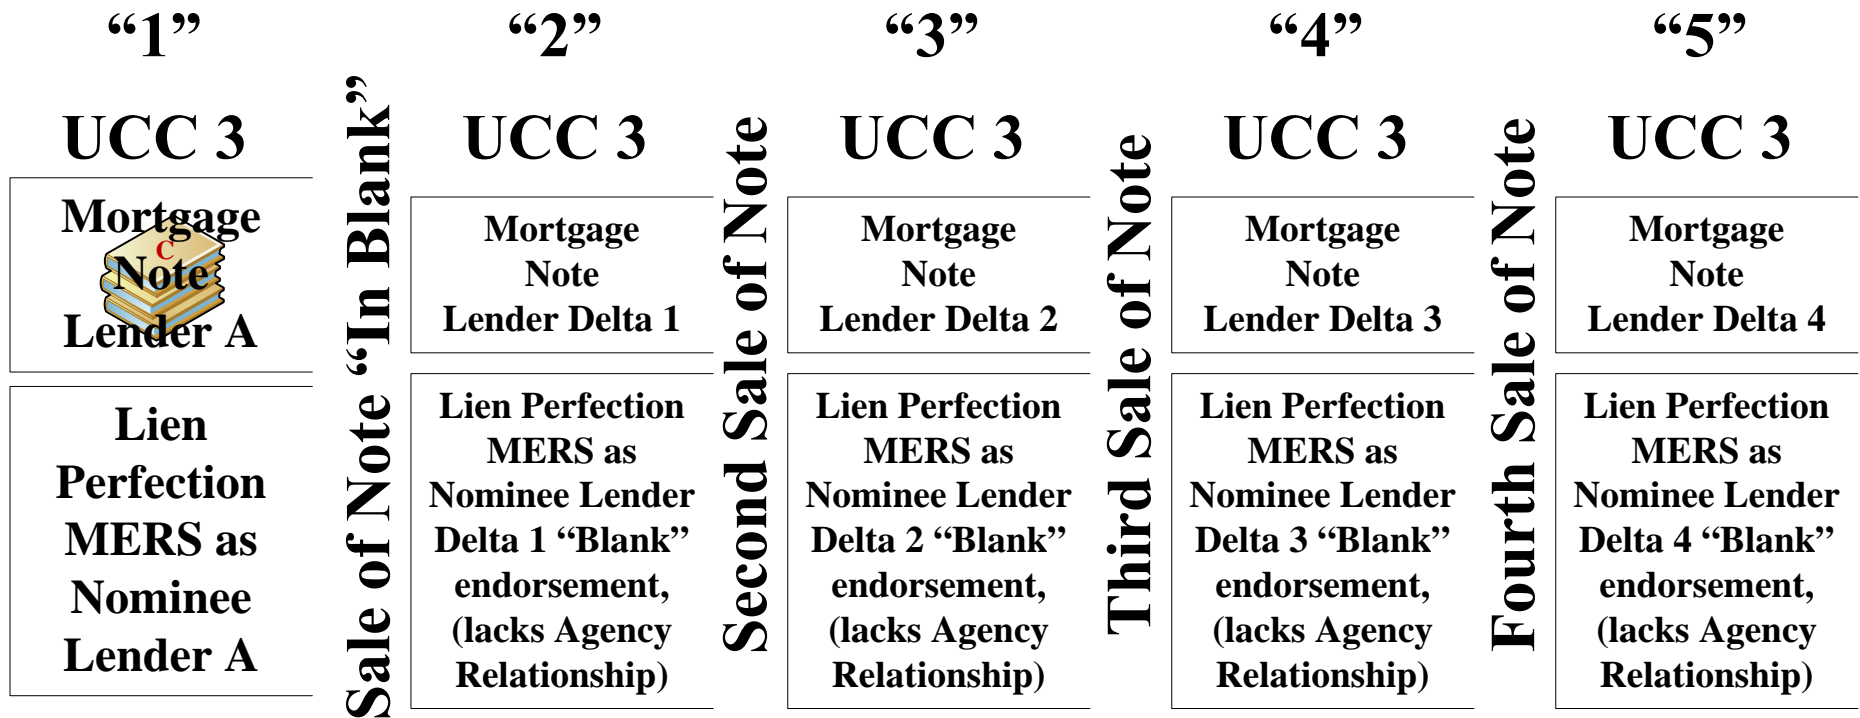 “1”
UCC 3
Mortgage
C
Note
Lender A
Lien
Perfection
MERS as
Nominee
Lender A
Sale of Note “In Blank”
“2”
UCC 3
Mortgage
Note
Lender Delta 1
Lien Perfection
MERS as
Nominee Lender
Delta 1 “Blank”
endorsement,
(lacks Agency
Relationship)
Second Sale of Note
“3”
UCC 3
Mortgage
Note
Lender Delta 2
Lien Perfection
MERS as
Nominee Lender
Delta 2 “Blank”
endorsement,
(lacks Agency
Relationship)
Third Sale of Note
“4”
UCC 3
Mortgage
Note
Lender Delta 3
Lien Perfection
MERS as
Nominee Lender
Delta 3 “Blank”
endorsement,
(lacks Agency
Relationship)
Fourth Sale of Note
“5”
UCC 3
Mortgage
Note
Lender Delta 4
Lien Perfection
MERS as
Nominee Lender
Delta 4 “Blank”
endorsement,
(lacks Agency
Relationship)